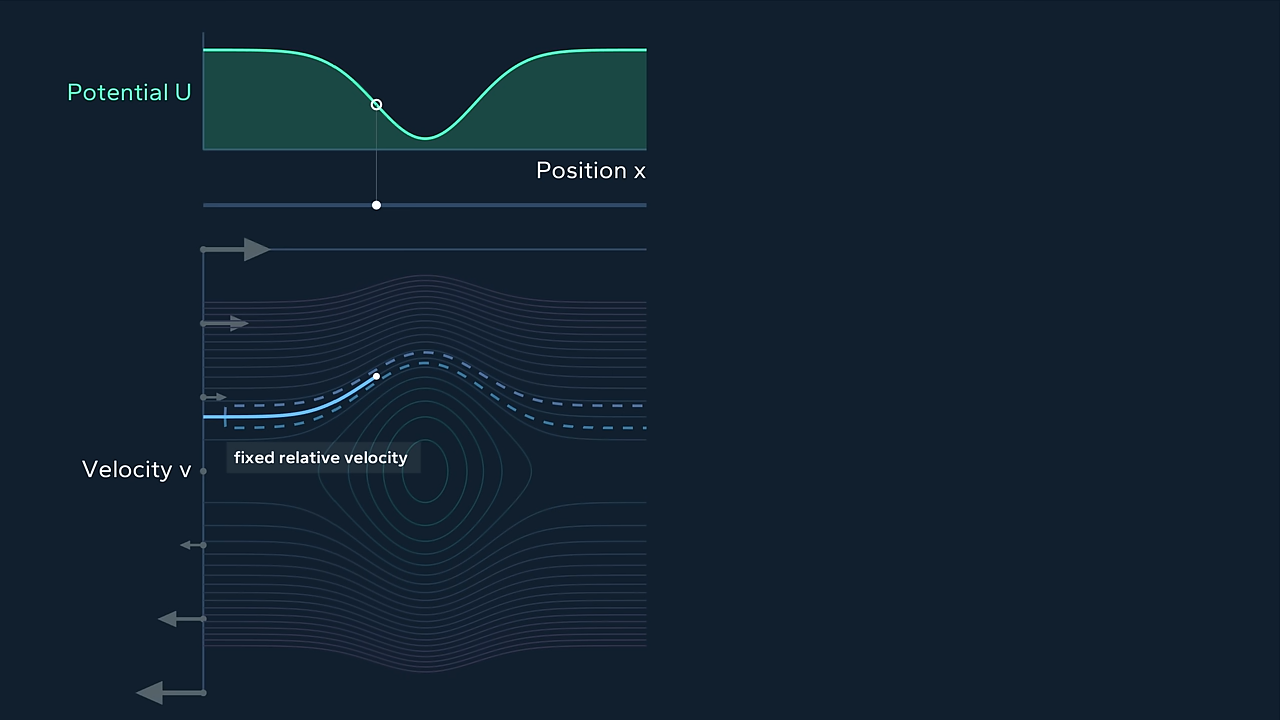 Potential U
Position x
fixed relative velocity
Velocity v